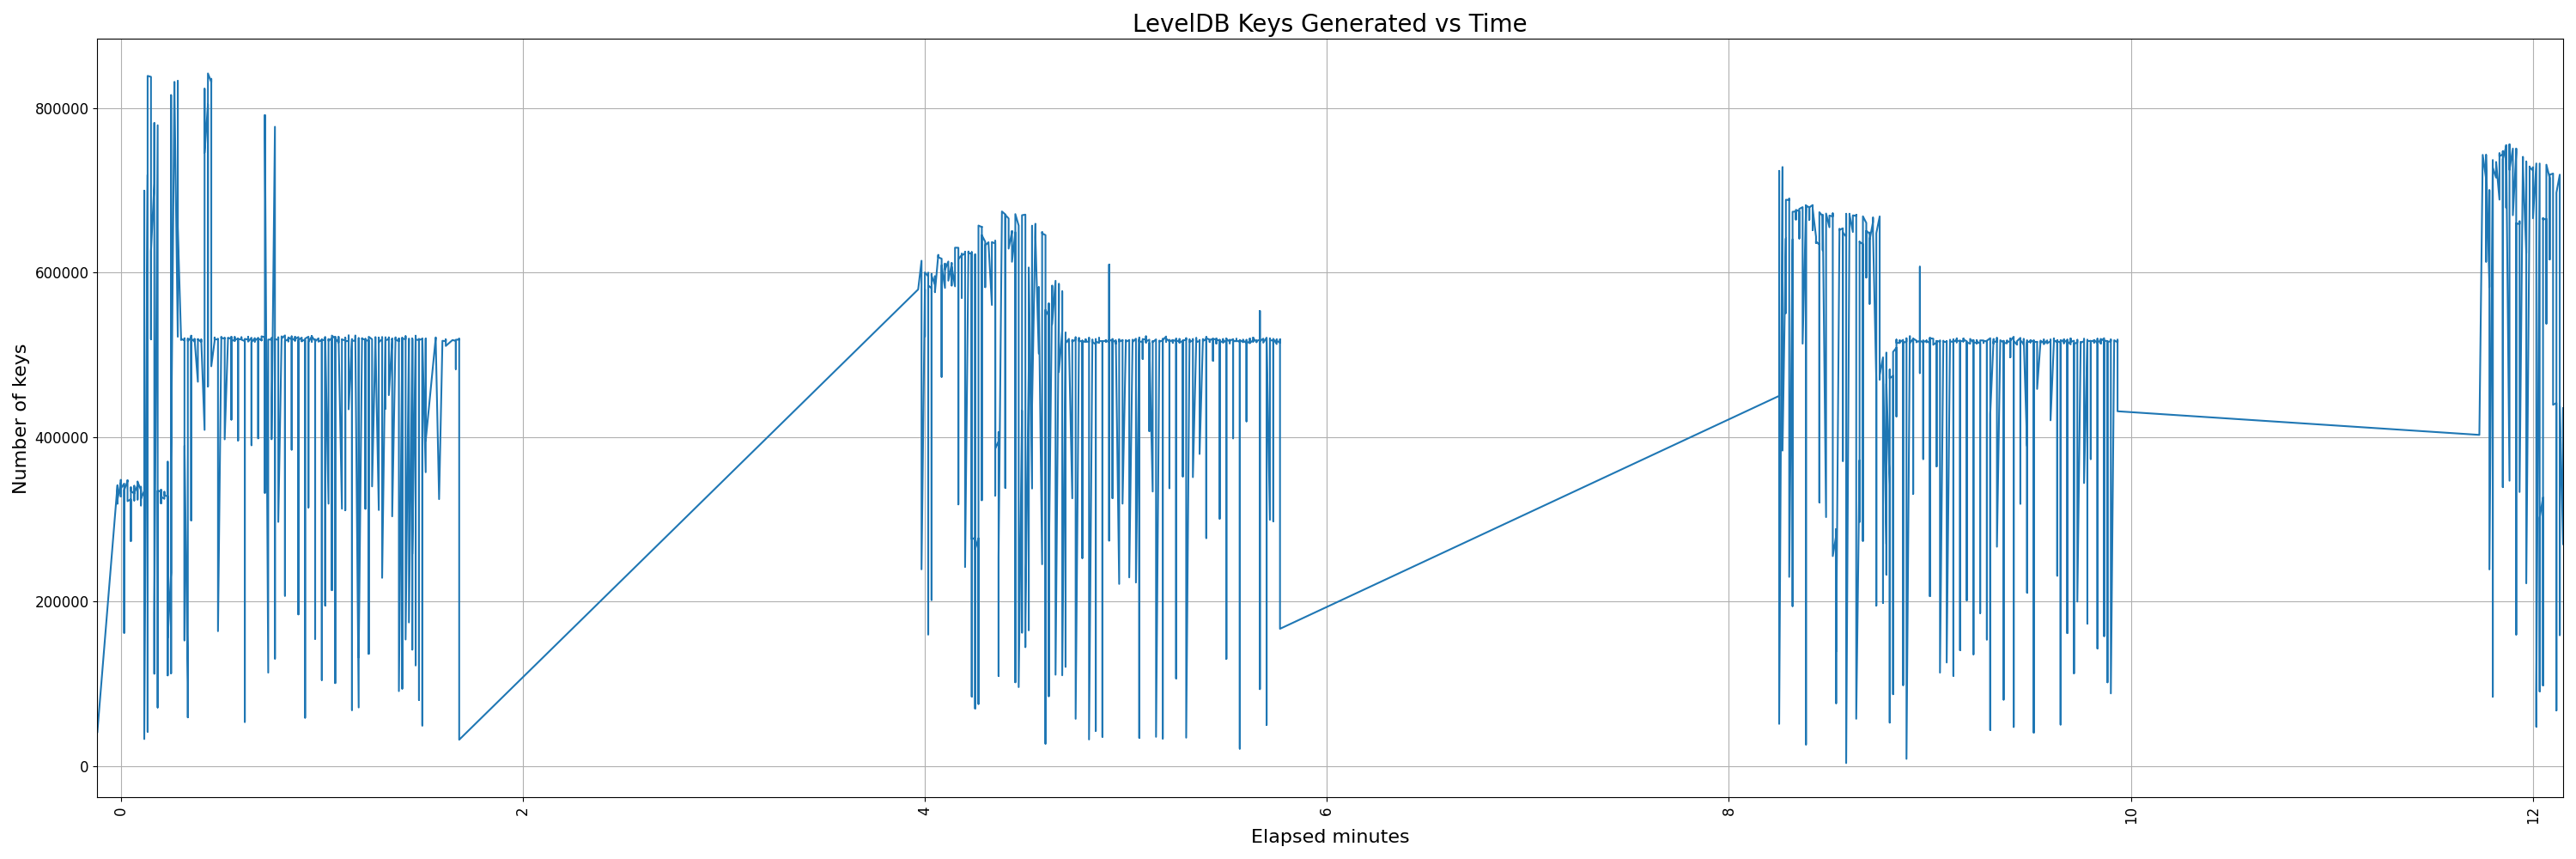 LevelDB Keys Generated vs Time
Number of keys
800000
600000
400000
200000
0
0 2 4 6 8 10 12
Elapsed minutes